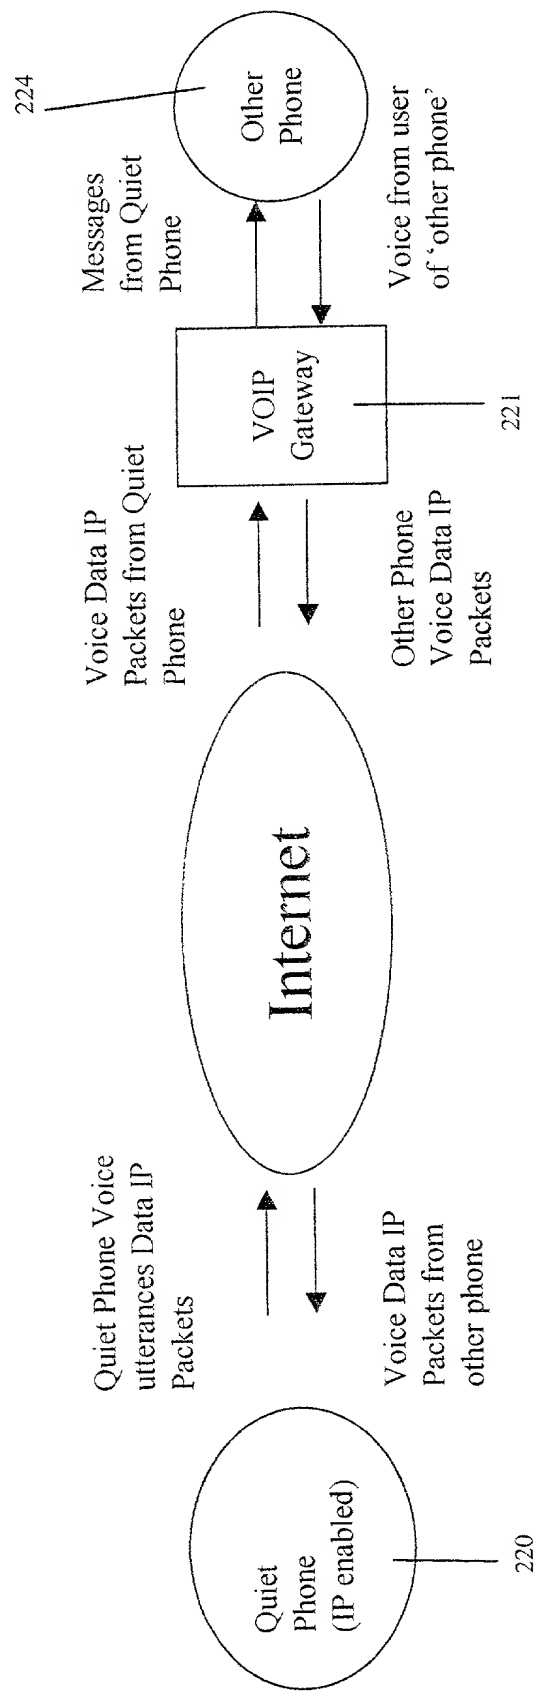 Quiet Phone Voice
utterances Data IP
Packets
Quiet
Phone
(IP enabled)
220
Voice Data IP
Packets from
other phone
Internet
Voice Data IP
Packets from Quiet
Phone
Other Phone
Voice Data IP
Packets
VOIP
Gateway
221
Messages
from Quiet
Phone
Voice from user
of ‘other phone’
Other
Phone
224